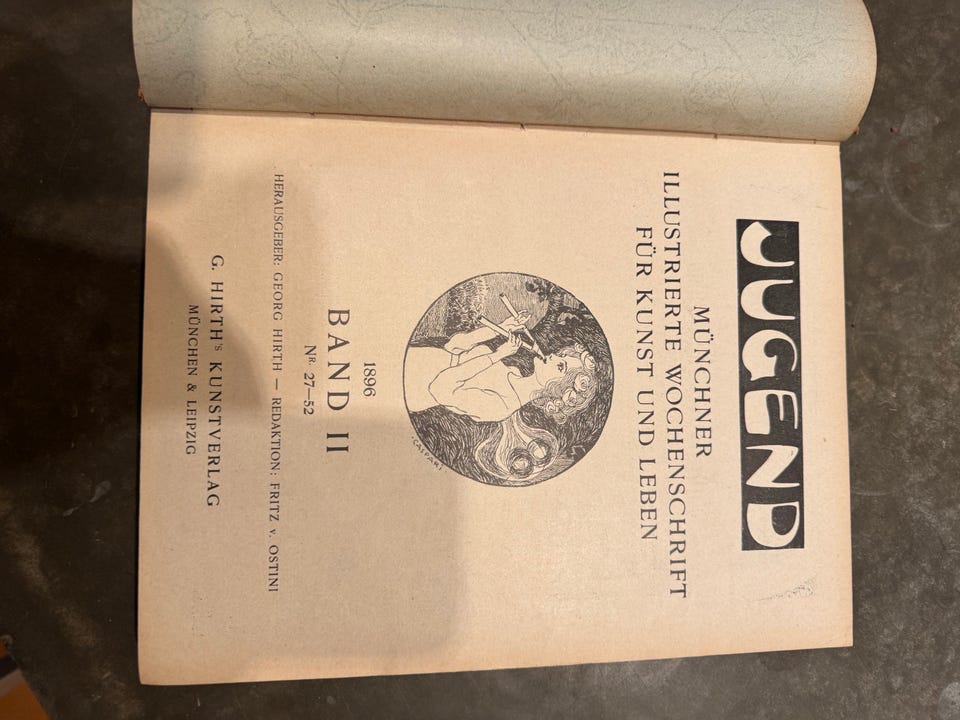 JUGEND
MÜNCHNER
ILLUSTRIERTE WOCHENSCHRIFT
FÜR KUNST UND LEBEN
CASPARI
1896
BAND II
NR. 27—52
HERAUSGEBER: GEORG HIRTH — REDAKTION: FRITZ v. OSTINI
G. HIRTH's KUNSTVERLAG
MÜNCHEN & LEIPZIG